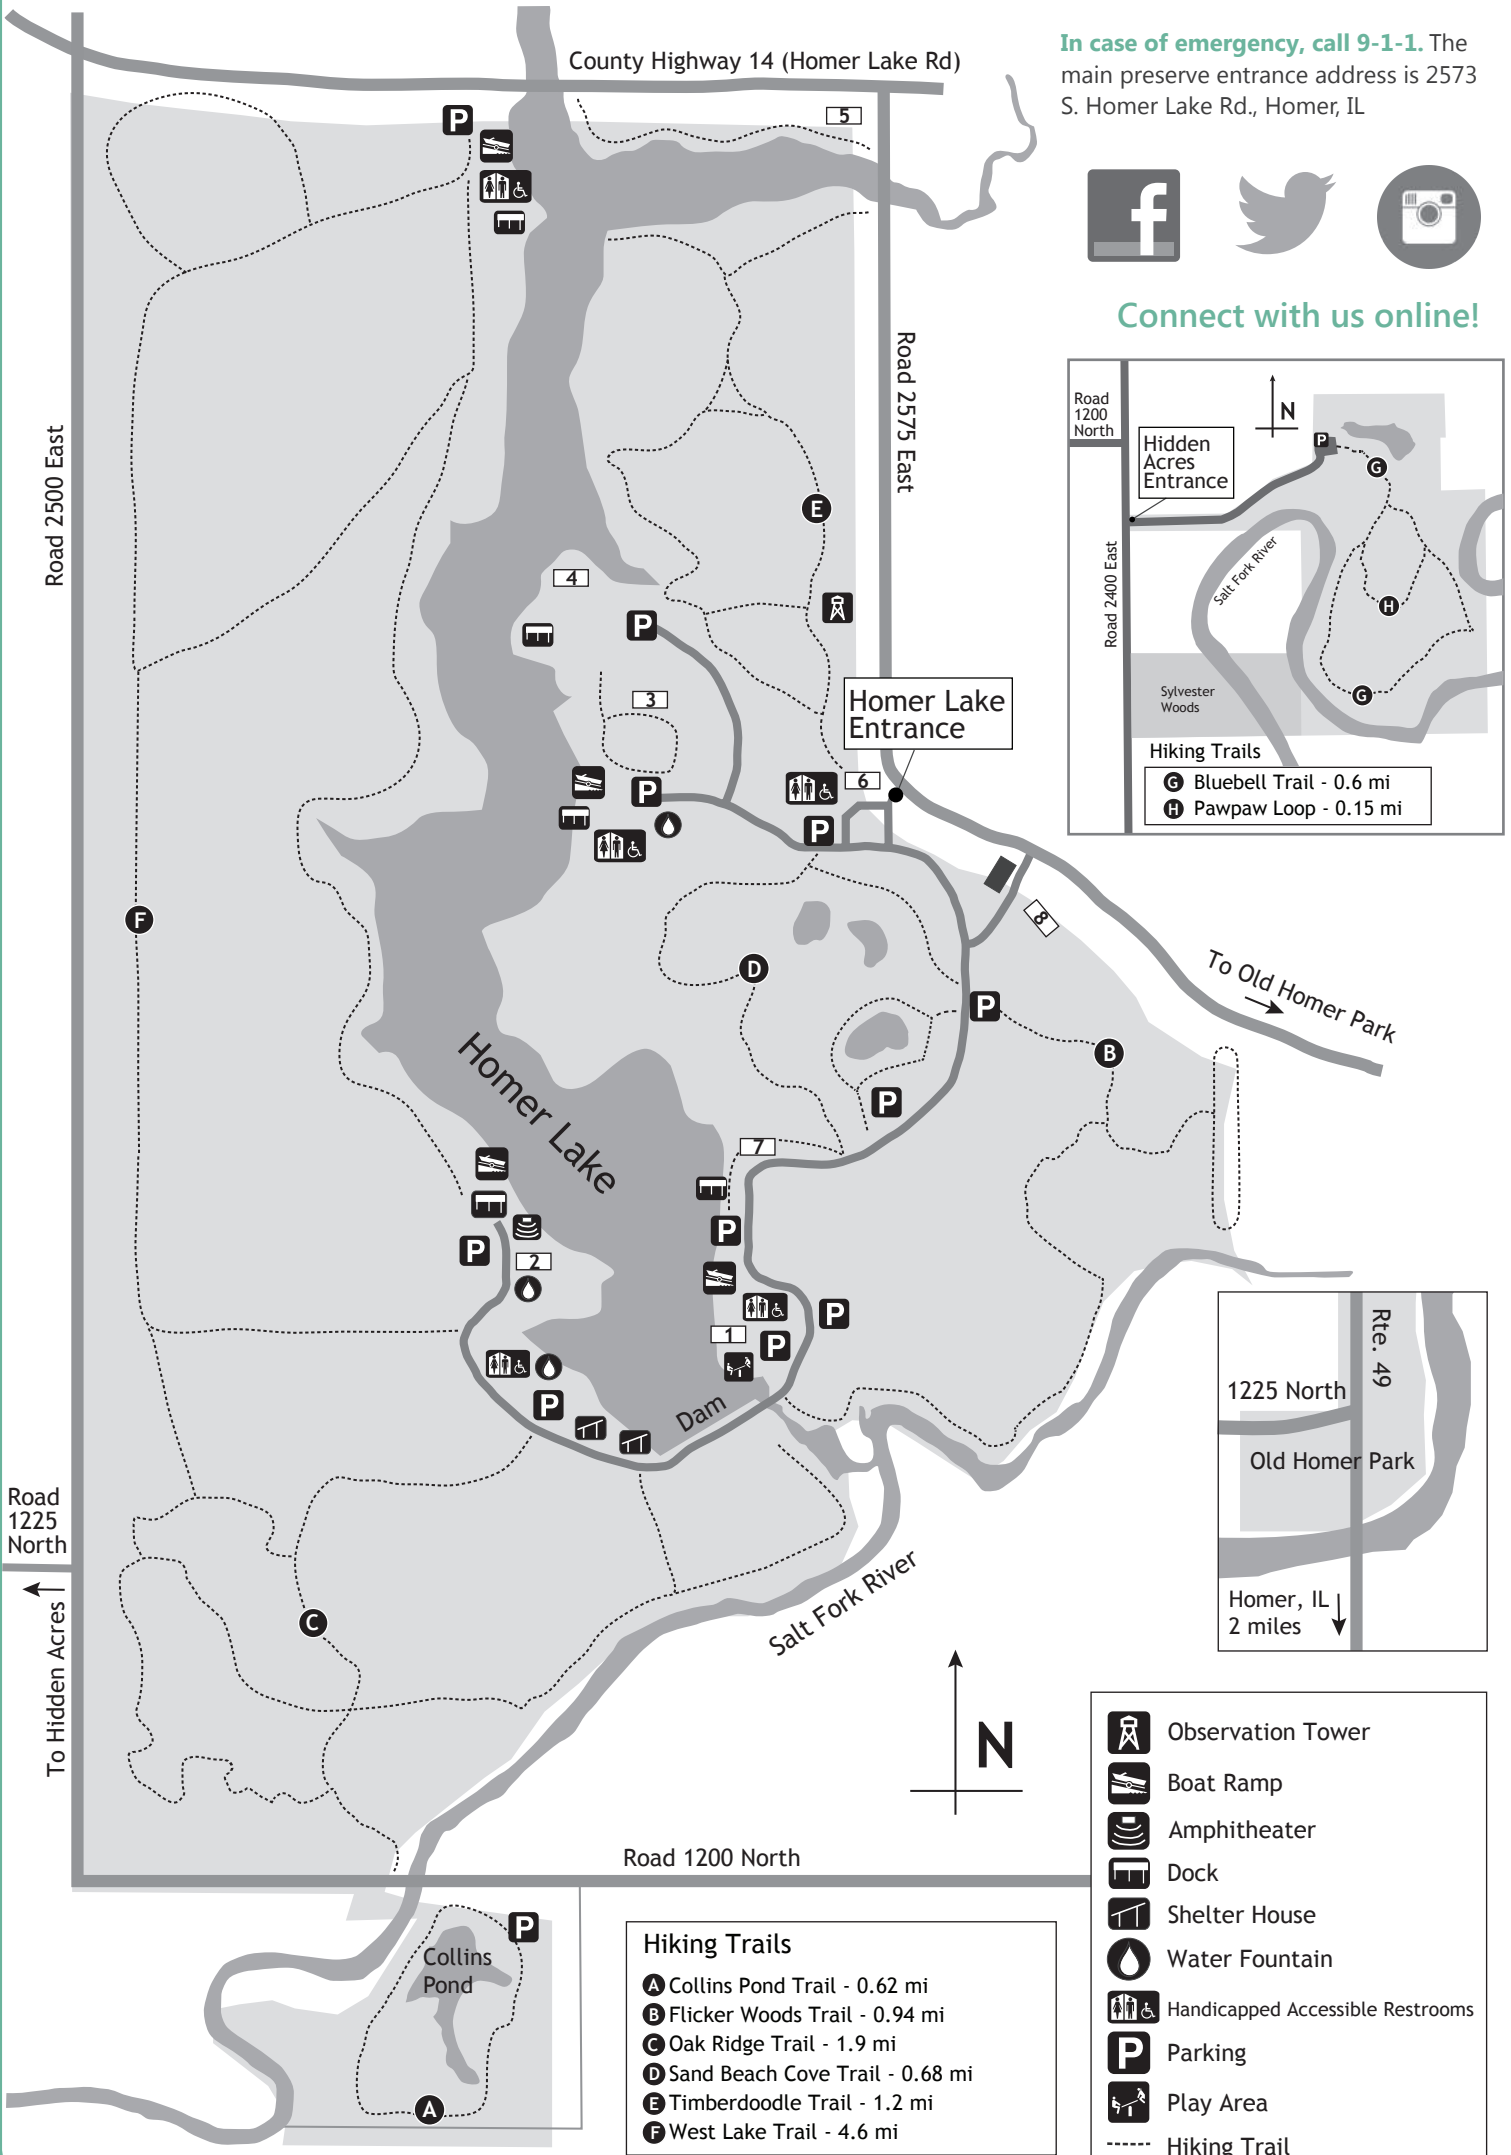 County Highway 14 (Homer Lake Rd)
In case of emergency, call 9-1-1. The
main preserve entrance address is 2573
S. Homer Lake Rd., Homer, IL
f
Connect with us online!
P
5
Road 2500 East
Road 2575 East
E
4
P
3
Homer Lake
Entrance
P
6
P
8
F
D
To Old Homer Park
P
B
Homer Lake
P
7
P
P
2
P
1
P
P
Dam
Road
1225
North
To Hidden Acres
C
Salt Fork River
N
Road 1200 North
P
Collins
Pond
A
Road
1200
North
N
Hidden
Acres
Entrance
P
G
Road 2400 East
Salt Fork River
H
G
Sylvester
Woods
Hiking Trails
G Bluebell Trail - 0.6 mi
H Pawpaw Loop - 0.15 mi
Rte. 49
1225 North
Old Homer Park
Homer, IL
2 miles
Hiking Trails
A Collins Pond Trail - 0.62 mi
B Flicker Woods Trail - 0.94 mi
C Oak Ridge Trail - 1.9 mi
D Sand Beach Cove Trail - 0.68 mi
E Timberdoodle Trail - 1.2 mi
F West Lake Trail - 4.6 mi
Observation Tower
Boat Ramp
Amphitheater
Dock
Shelter House
Water Fountain
Handicapped Accessible Restrooms
P Parking
Play Area
Hiking Trail